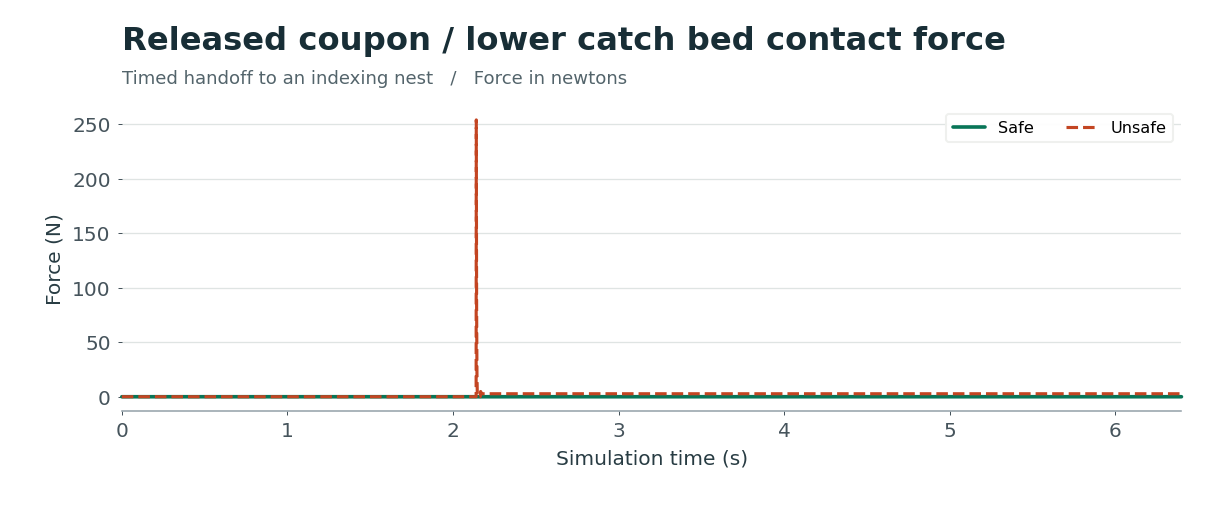 Released coupon / lower catch bed contact force
Timed handoff to an indexing nest / Force in newtons
Safe Unsafe
250
200
150
100
50
0
Force (N)
0 1 2 3 4 5 6
Simulation time (s)